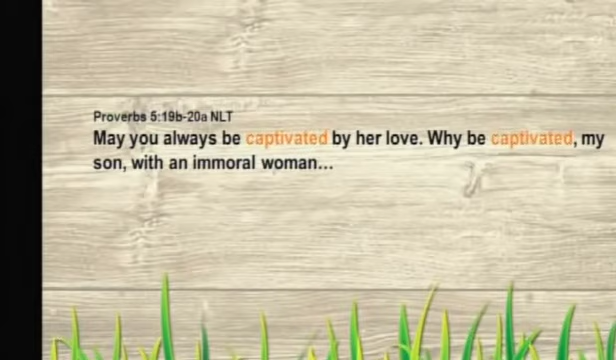 Proverbs 5:19b-20a NLT
May you always be captivated by her love. Why be captivated, my
son, with an immoral woman...